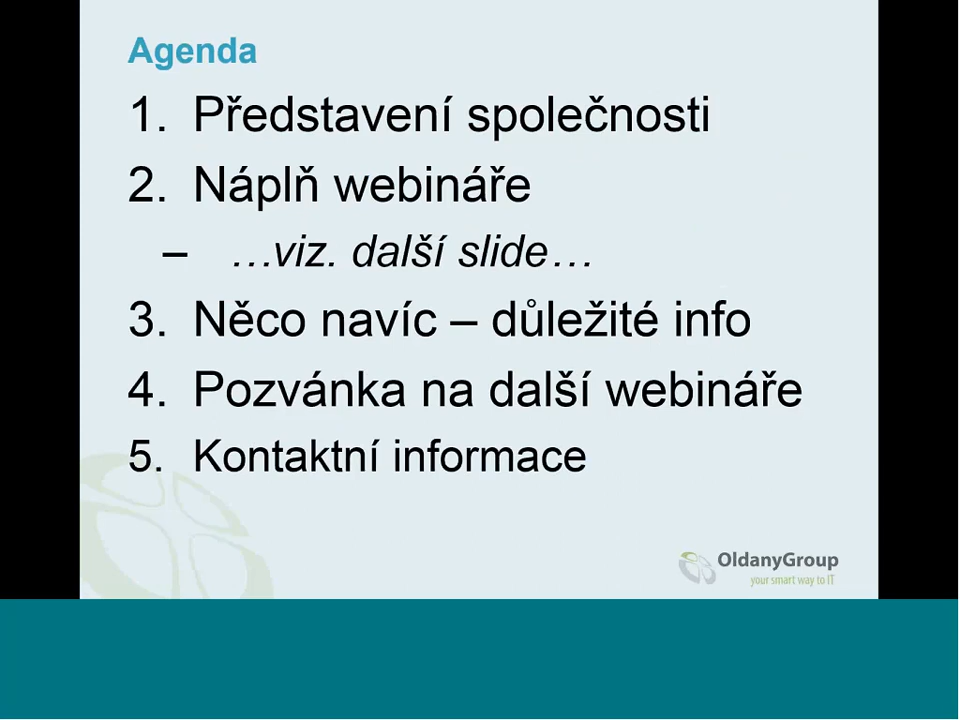 Agenda
1. Představení společnosti
2. Náplň webináře
– …viz. další slide…
3. Něco navíc – důležité info
4. Pozvánka na další webináře
5. Kontaktní informace
OldanyGroup
your smart way to IT